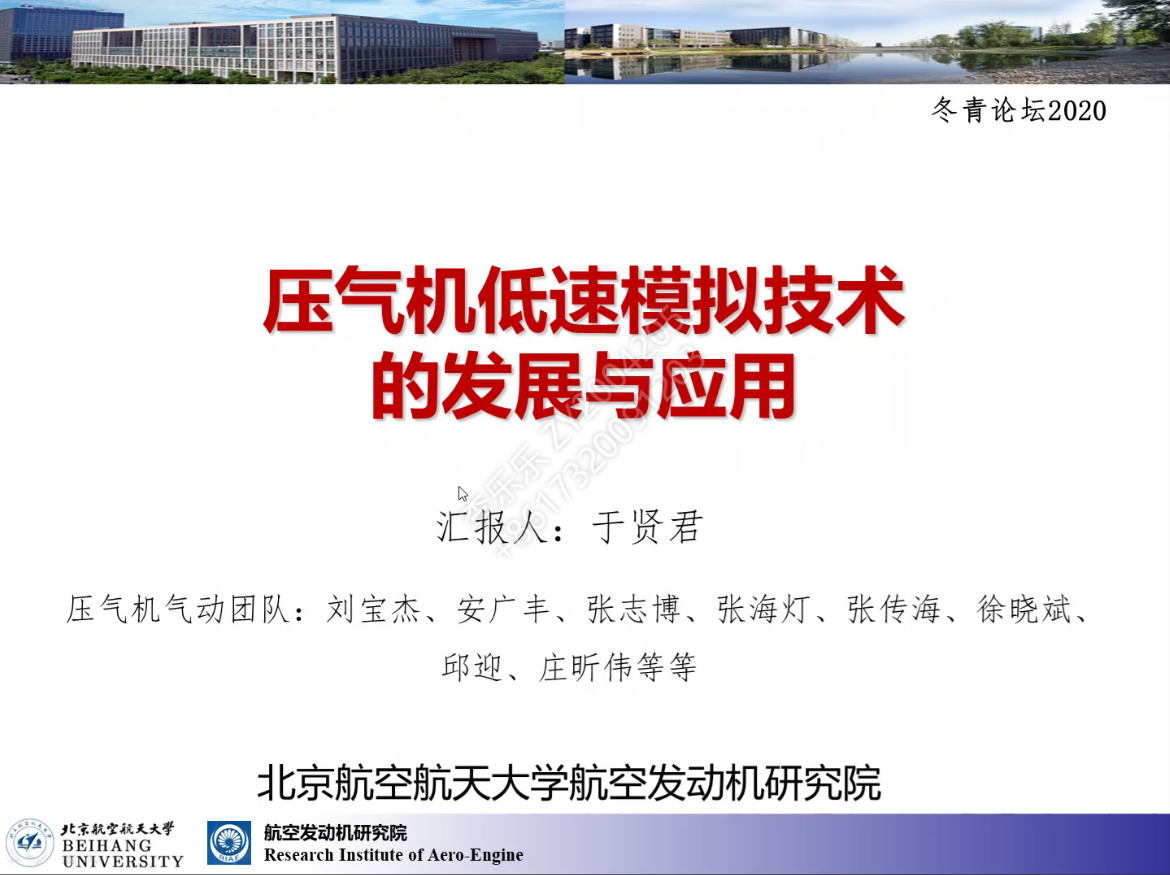 冬青论坛2020
压气机低速模拟技术
的发展与应用
汇报人：于贤君
压气机气动团队：刘宝杰、安广丰、张志博、张海灯、张传海、徐晓斌、
邱迎、庄昕伟等等
北京航空航天大学航空发动机研究院
北京航空航天大学
BEIHANG
UNIVERSITY
航空发动机研究院
Research Institute of Aero-Engine